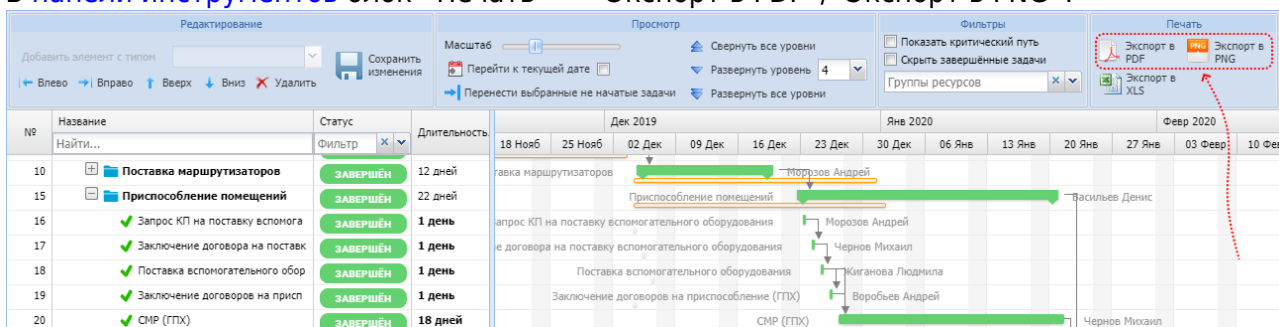 В панели инструментов блок "Печать" — "Экспорт в PDF", "Экспорт в PNG".
Редактирование
Просмотр
Фильтры
Печать
Добавить элемент с типом
Сохранить изменения
Влево Вправо Вверх Вниз Удалить
Масштаб
Перейти к текущей дате
Перенести выбранные не начатые задачи
Свернуть все уровни
Развернуть уровень 4
Развернуть все уровни
Показать критический путь
Скрыть завершённые задачи
Группы ресурсов
Экспорт в PDF
PNG Экспорт в PNG
Экспорт в XLS
№ Название Статус Длительность
Найти... Фильтр
Дек 2019 Янв 2020 Февр 2020
18 Нояб 25 Нояб 02 Дек 09 Дек 16 Дек 23 Дек 30 Дек 06 Янв 13 Янв 20 Янв 27 Янв 03 Февр 10 Фев
10 Поставка маршрутизаторов ЗАВЕРШЁН 12 дней тавка маршрутизаторов Морозов Андрей
15 Приспособление помещений ЗАВЕРШЁН 22 дней Приспособление помещений Васильев Денис
16 Запрос КП на поставку вспомога ЗАВЕРШЁН 1 день апрос КП на поставку вспомогательного оборудования Морозов Андрей
17 Заключение договора на поставк ЗАВЕРШЁН 1 день е договора на поставку вспомогательного оборудования Чернов Михаил
18 Поставка вспомогательного обор ЗАВЕРШЁН 1 день Поставка вспомогательного оборудования Жиганова Людмила
19 Заключение договоров на присп ЗАВЕРШЁН 1 день Заключение договоров на приспособление (ГПХ) Воробьев Андрей
20 СМР (ГПХ) ЗАВЕРШЁН 18 дней СМР (ГПХ) Чернов Михаил